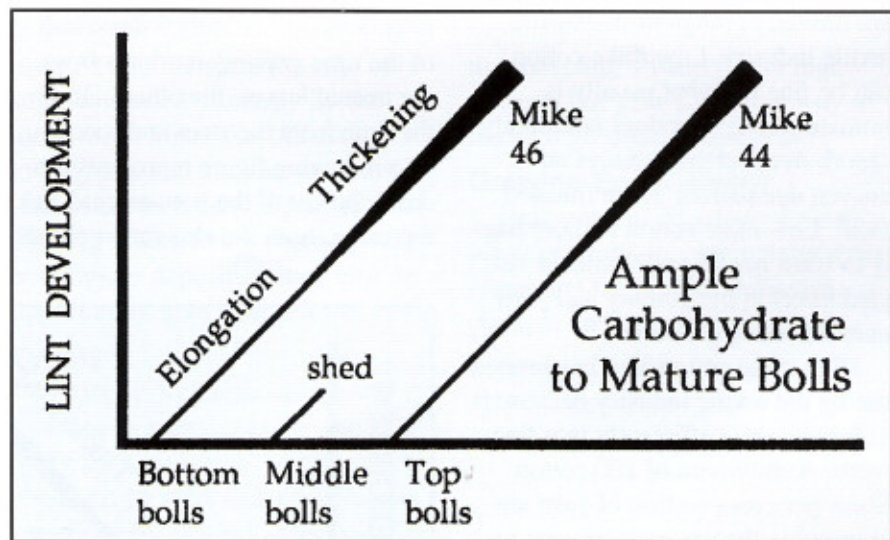 LINT DEVELOPMENT
Elongation
Thickening
Mike
46
Mike
44
shed
Ample
Carbohydrate
to Mature Bolls
Bottom
bolls
Middle
bolls
Top
bolls